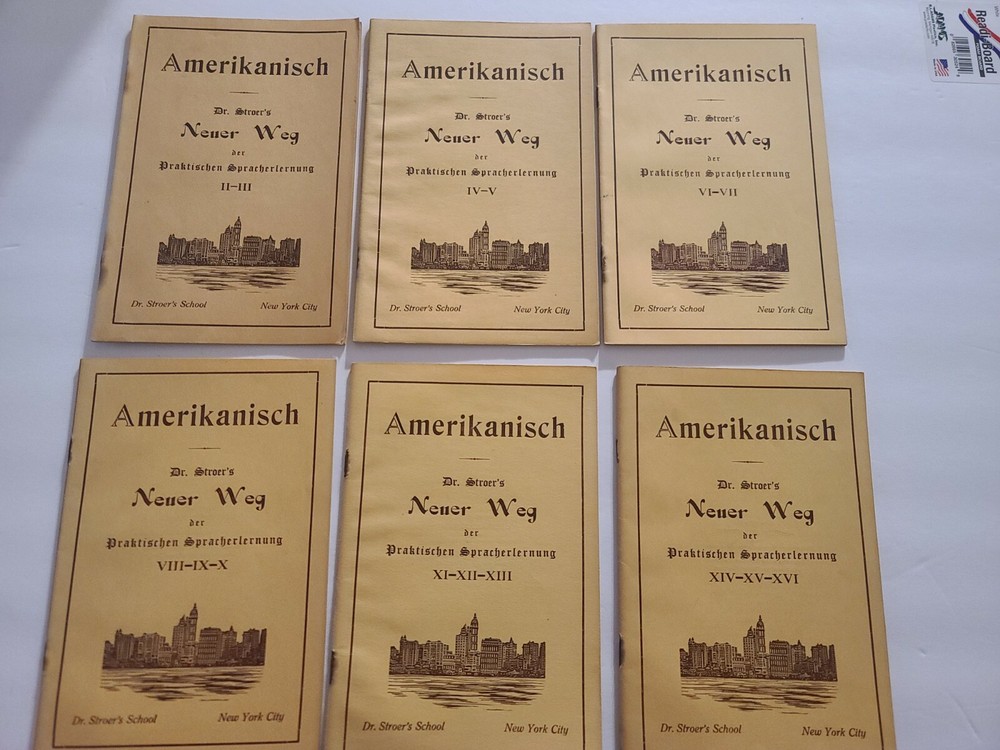 Amerikanisch
Dr. Stroer's
Neuer Weg
der
Praktischen Spracherlernung
II–III
Dr. Stroer's School New York City
Amerikanisch
Dr. Stroer's
Neuer Weg
der
Praktischen Spracherlernung
IV–V
Dr. Stroer's School New York City
Amerikanisch
Dr. Stroer's
Neuer Weg
der
Praktischen Spracherlernung
VI–VII
Dr. Stroer's School New York City
Amerikanisch
Dr. Stroer's
Neuer Weg
der
Praktischen Spracherlernung
VIII–IX–X
Dr. Stroer's School New York City
Amerikanisch
Dr. Stroer's
Neuer Weg
der
Praktischen Spracherlernung
XI–XII–XIII
Dr. Stroer's School New York City
Amerikanisch
Dr. Stroer's
Neuer Weg
der
Praktischen Spracherlernung
XIV–XV–XVI
Dr. Stroer's School New York City
ReadiBoard